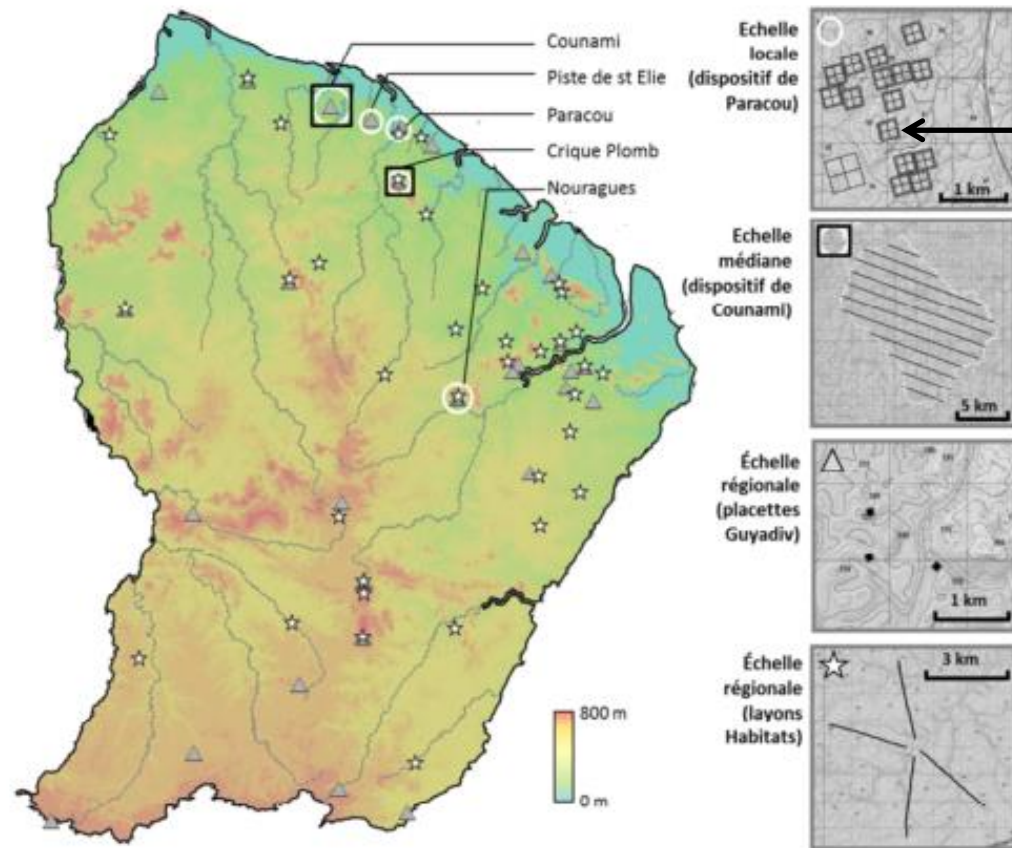 Counami
Piste de st Elie
Paracou
Crique Plomb
Nouragues
800 m
0 m
Echelle
locale
(dispositif de
Paracou)
1 km
Echelle
médiane
(dispositif de
Counami)
5 km
Échelle
régionale
(placettes
Guyadiv)
1 km
Échelle
régionale
(layons
Habitats)
3 km